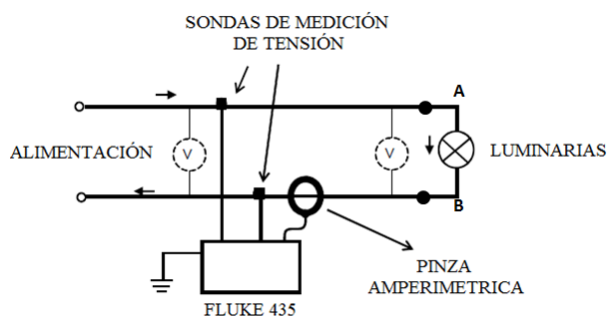 SONDAS DE MEDICIÓN
DE TENSIÓN
A
V
V
ALIMENTACIÓN
LUMINARIAS
B
PINZA
AMPERIMETRICA
FLUKE 435